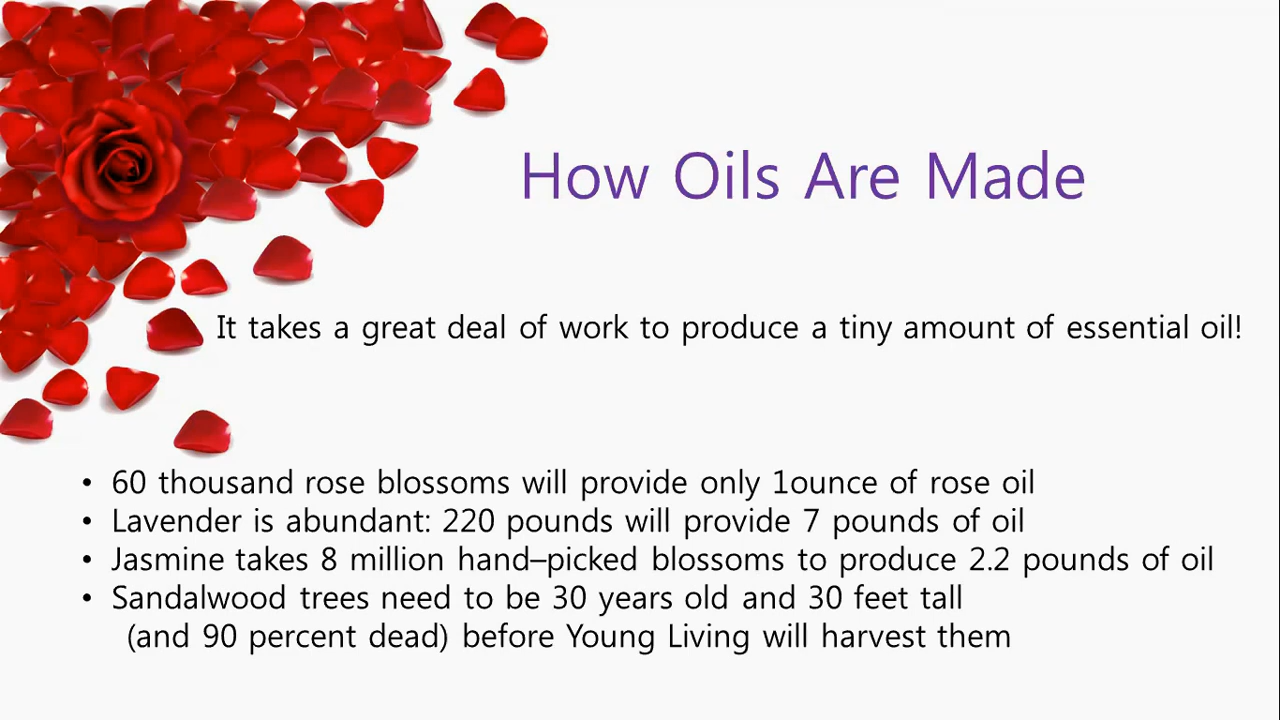 How Oils Are Made
It takes a great deal of work to produce a tiny amount of essential oil!
• 60 thousand rose blossoms will provide only 1ounce of rose oil
• Lavender is abundant: 220 pounds will provide 7 pounds of oil
• Jasmine takes 8 million hand–picked blossoms to produce 2.2 pounds of oil
• Sandalwood trees need to be 30 years old and 30 feet tall
(and 90 percent dead) before Young Living will harvest them